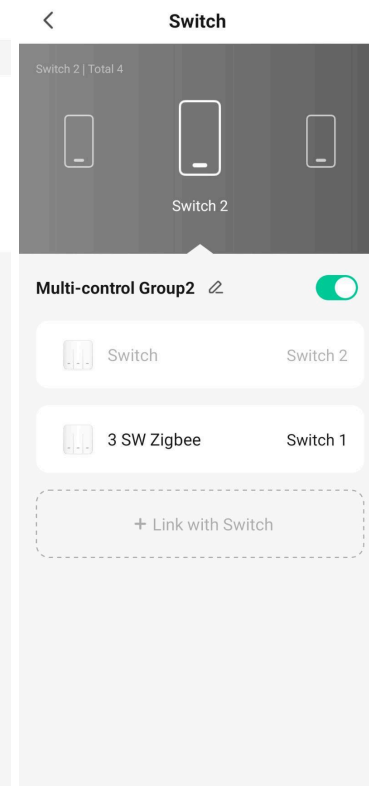 Switch
Switch 2 | Total 4
Switch 2
Multi-control Group2
Switch Switch 2
3 SW Zigbee Switch 1
+ Link with Switch